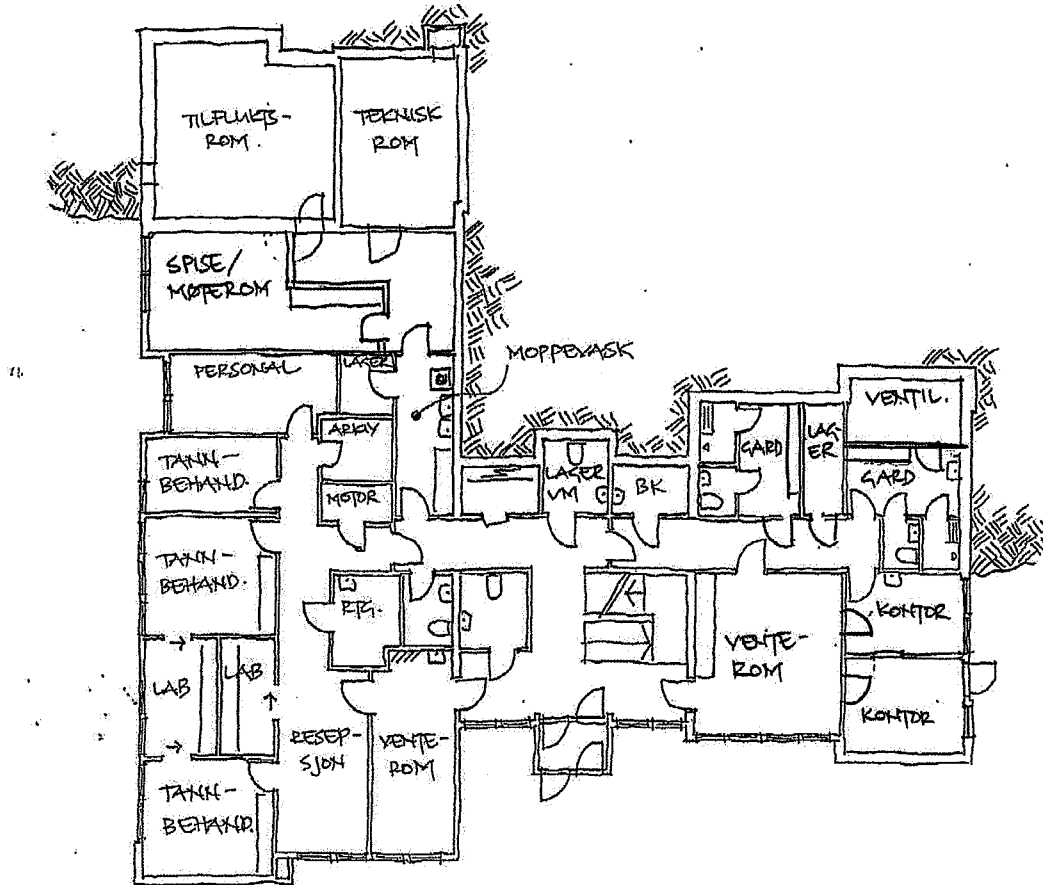 TILFLUKTS-
ROM.
TEKNISK
ROM
SPISE/
MØTEROM
MOPPEVASK
PERSONAL
LAGER
VENTIL.
ARKIV
GARD
LAG-
ER
GARD
TANN-
BEHAND.
LAGER
VM
BK
MOTOR
TANN-
BEHAND.
RTG.
KONTOR
VENTE-
ROM
LAB
LAB
KONTOR
RESEP-
SJON
VENTE-
ROM
TANN-
BEHAND.